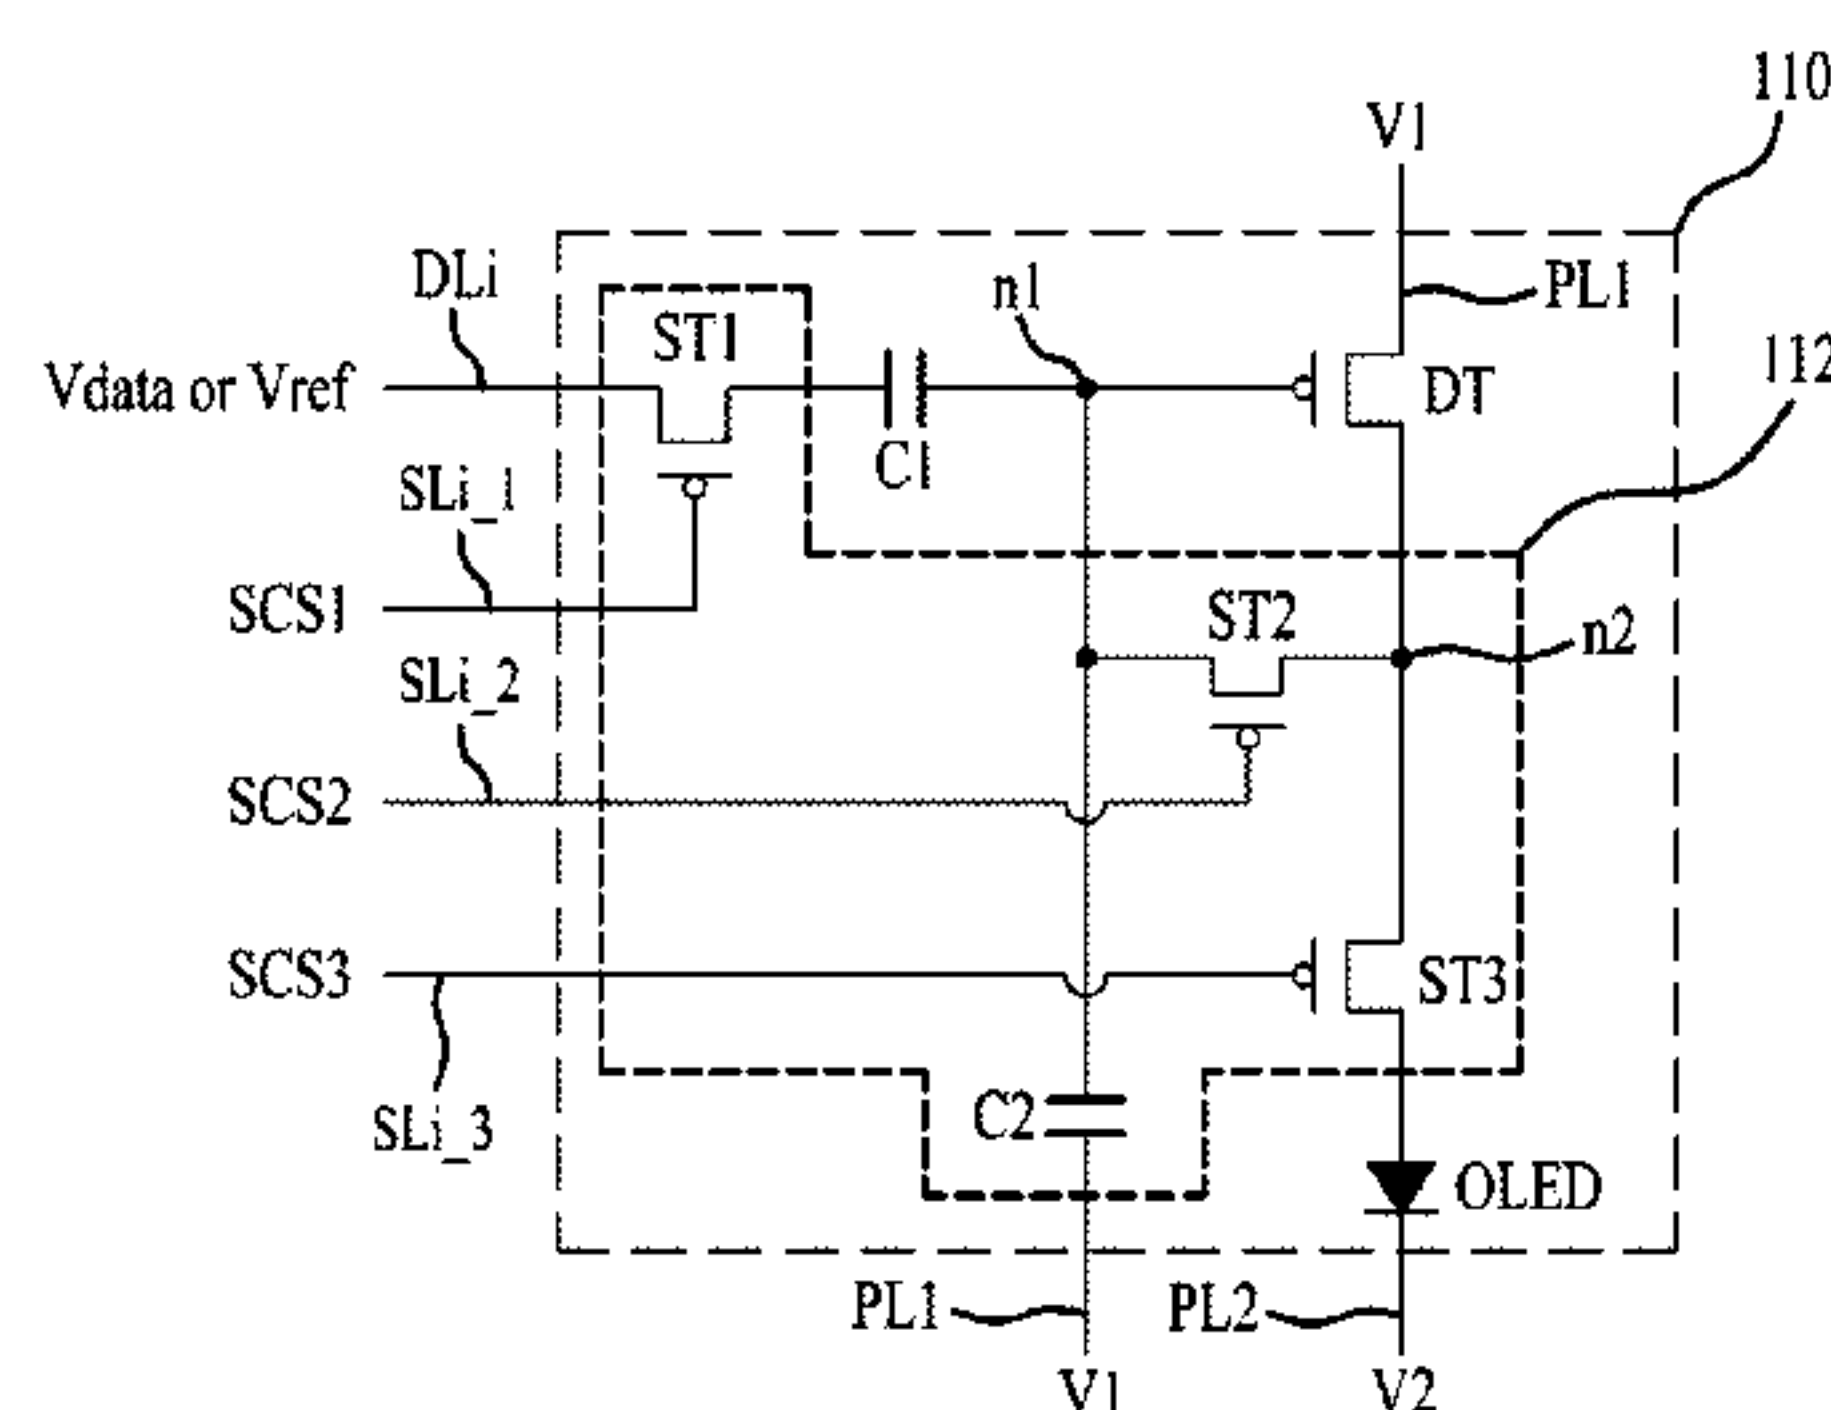 110
V1
DLi
n1
PL1
ST1
112
Vdata or Vref
DT
C1
SLi_1
SCS1
ST2
n2
SLi_2
SCS2
SCS3
ST3
C2
SLi_3
OLED
PL1
PL2
V1
V2